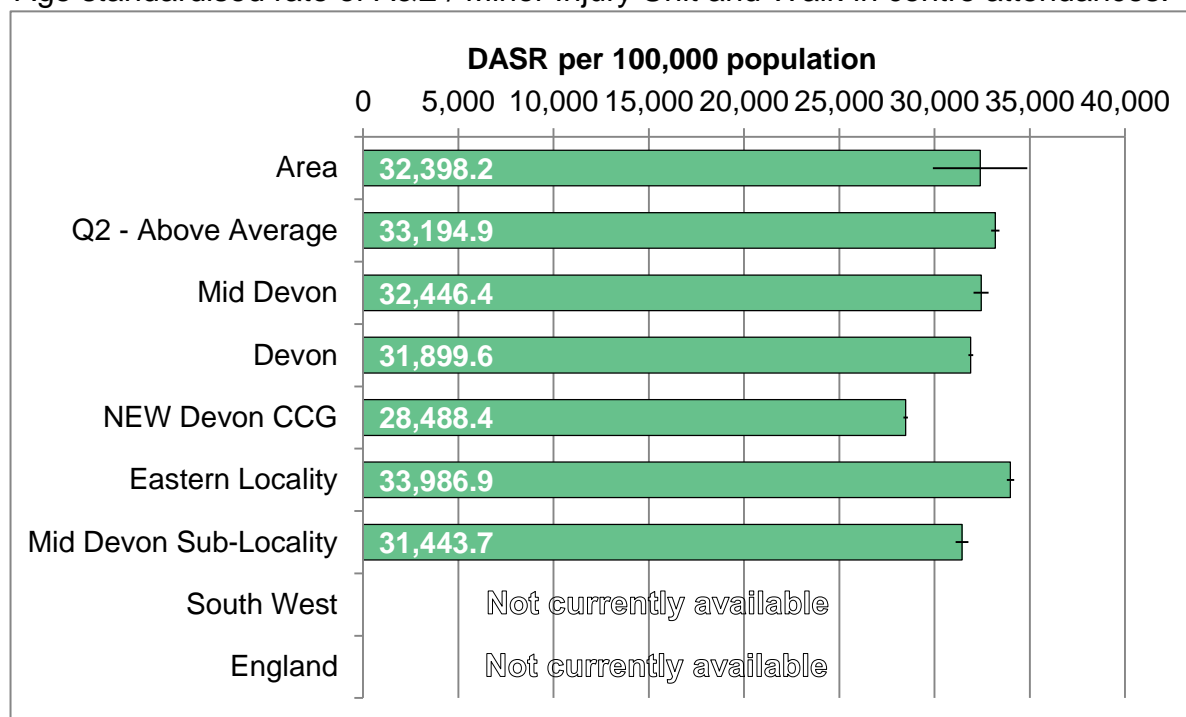 Age standardised rate of A&E / Minor Injury Unit and Walk in centre attendances.
DASR per 100,000 population
0 5,000 10,000 15,000 20,000 25,000 30,000 35,000 40,000
Area 32,398.2
Q2 - Above Average 33,194.9
Mid Devon 32,446.4
Devon 31,899.6
NEW Devon CCG 28,488.4
Eastern Locality 33,986.9
Mid Devon Sub-Locality 31,443.7
South West Not currently available
England Not currently available